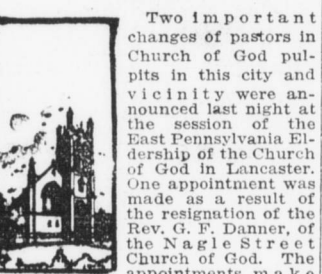 Two important
changes of pastors in
Church of God pul-
pits in this city and
vicinity were an-
nounced last night at
the session of the
East Pennsylvania El-
dership of the Church
of God in Lancaster.
One appointment was
made as a result of
the resignation of the
Rev. G. F. Danner, of
the Nagle Street
Church of God. The
appointments make